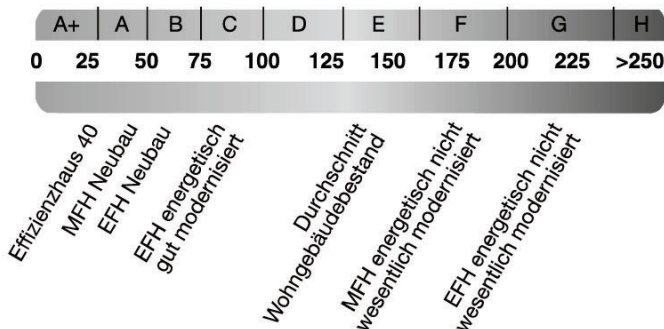 A+ A B C D E F G H
0 25 50 75 100 125 150 175 200 225 >250
Effizienzhaus 40
MFH Neubau
EFH Neubau
EFH energetisch
gut modernisiert
Durchschnitt
Wohngebäudebestand
MFH energetisch nicht
wesentlich modernisiert
EFH energetisch nicht
wesentlich modernisiert